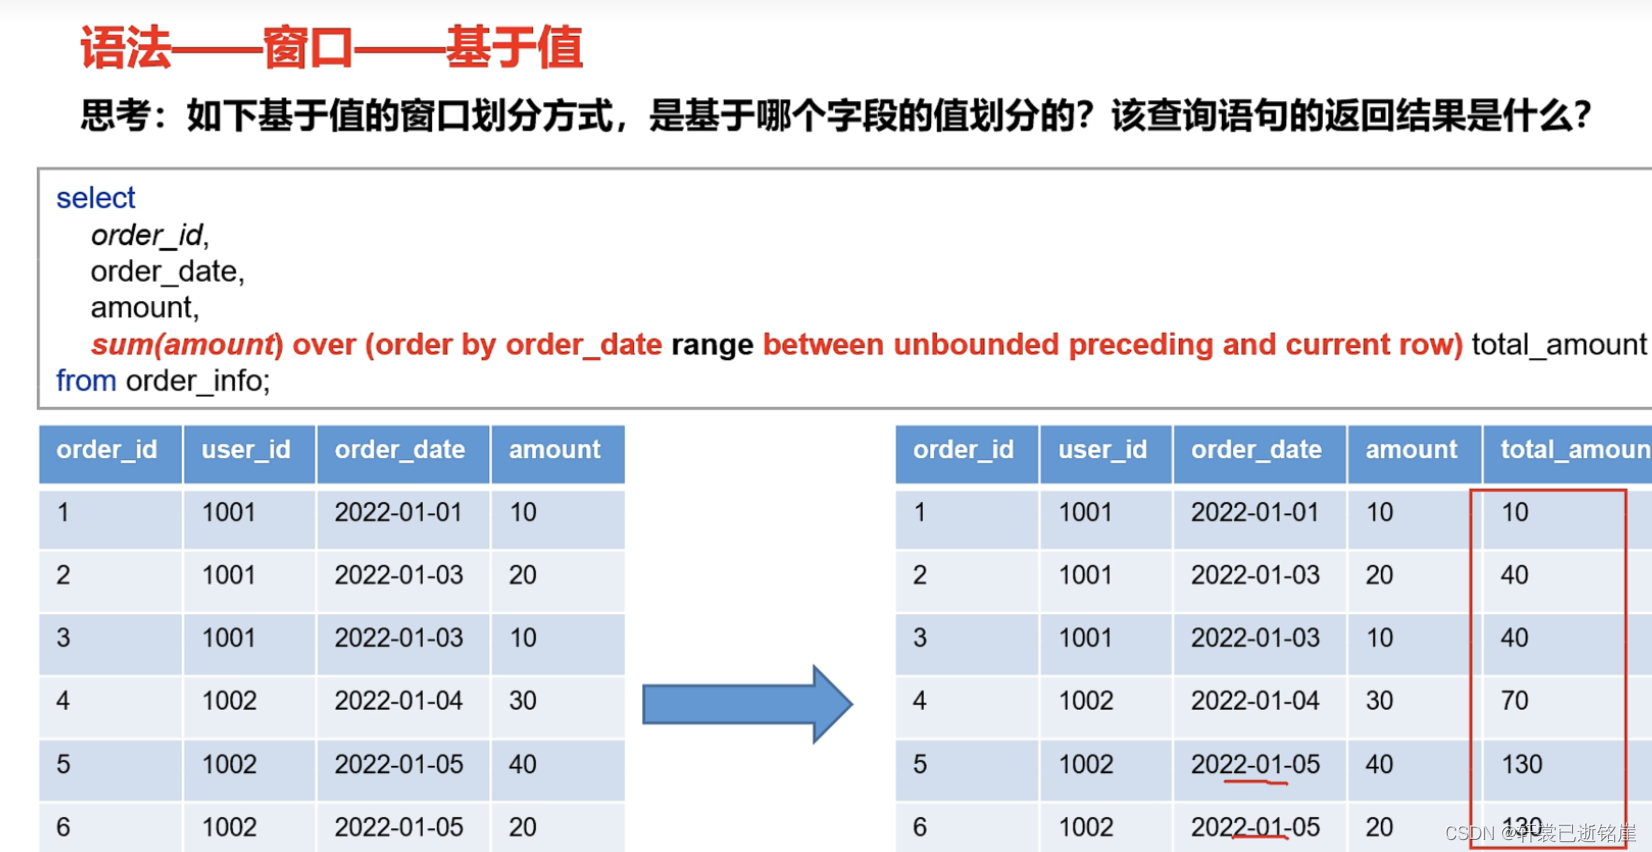 语法——窗口——基于值
思考：如下基于值的窗口划分方式，是基于哪个字段的值划分的？该查询语句的返回结果是什么？
select
order_id,
order_date,
amount,
sum(amount) over (order by order_date range between unbounded preceding and current row) total_amount
from order_info;
order_id user_id order_date amount
1 1001 2022-01-01 10
2 1001 2022-01-03 20
3 1001 2022-01-03 10
4 1002 2022-01-04 30
5 1002 2022-01-05 40
6 1002 2022-01-05 20
order_id user_id order_date amount total_amoun
1 1001 2022-01-01 10 10
2 1001 2022-01-03 20 40
3 1001 2022-01-03 10 40
4 1002 2022-01-04 30 70
5 1002 2022-01-05 40 130
6 1002 2022-01-05 20 130
CSDN @轩裳已逝铭崖